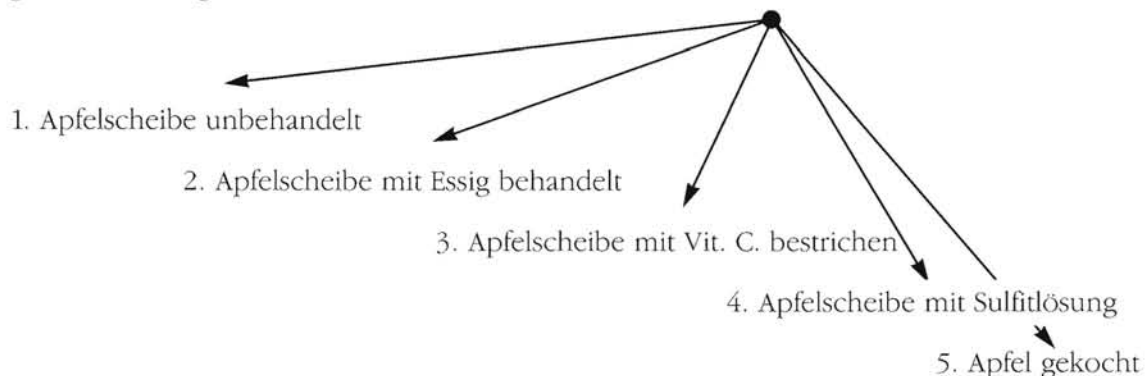 1. Apfelscheibe unbehandelt
2. Apfelscheibe mit Essig behandelt
3. Apfelscheibe mit Vit. C. bestrichen
4. Apfelscheibe mit Sulfitlösung
5. Apfel gekocht